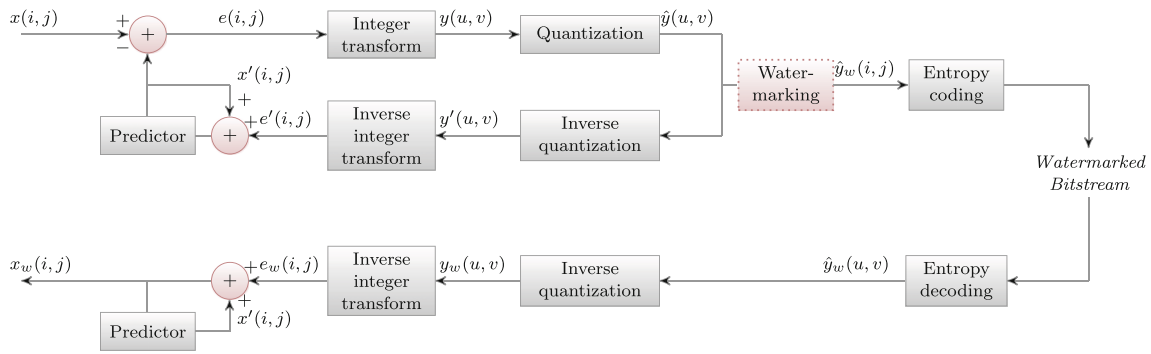 x(i, j)
+
−
+
e(i, j)
Integer
transform
y(u, v)
Quantization
ŷ(u, v)
x′(i, j)
+
Water-
marking
ŷ_w(i, j)
Entropy
coding
Predictor
+
+
e′(i, j)
Inverse
integer
transform
y′(u, v)
Inverse
quantization
Watermarked
Bitstream
x_w(i, j)
+
+
e_w(i, j)
Inverse
integer
transform
y_w(u, v)
Inverse
quantization
ŷ_w(u, v)
Entropy
decoding
+
x′(i, j)
Predictor